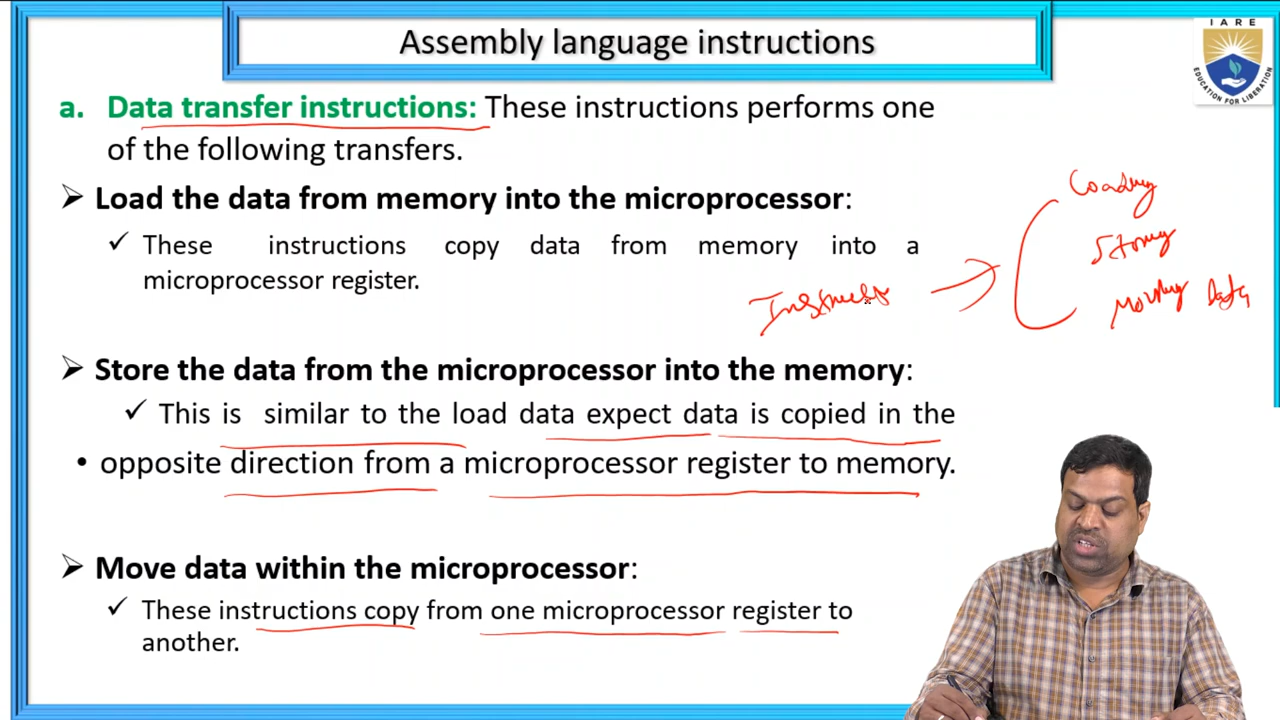 Assembly language instructions
IARE
EDUCATION FOR LIBERATION
a. Data transfer instructions: These instructions performs one
of the following transfers.
➢ Load the data from memory into the microprocessor:
✓ These instructions copy data from memory into a
microprocessor register.
Loading
Storing
Moving Data
➢ Store the data from the microprocessor into the memory:
✓ This is similar to the load data expect data is copied in the
• opposite direction from a microprocessor register to memory.
➢ Move data within the microprocessor:
✓ These instructions copy from one microprocessor register to
another.